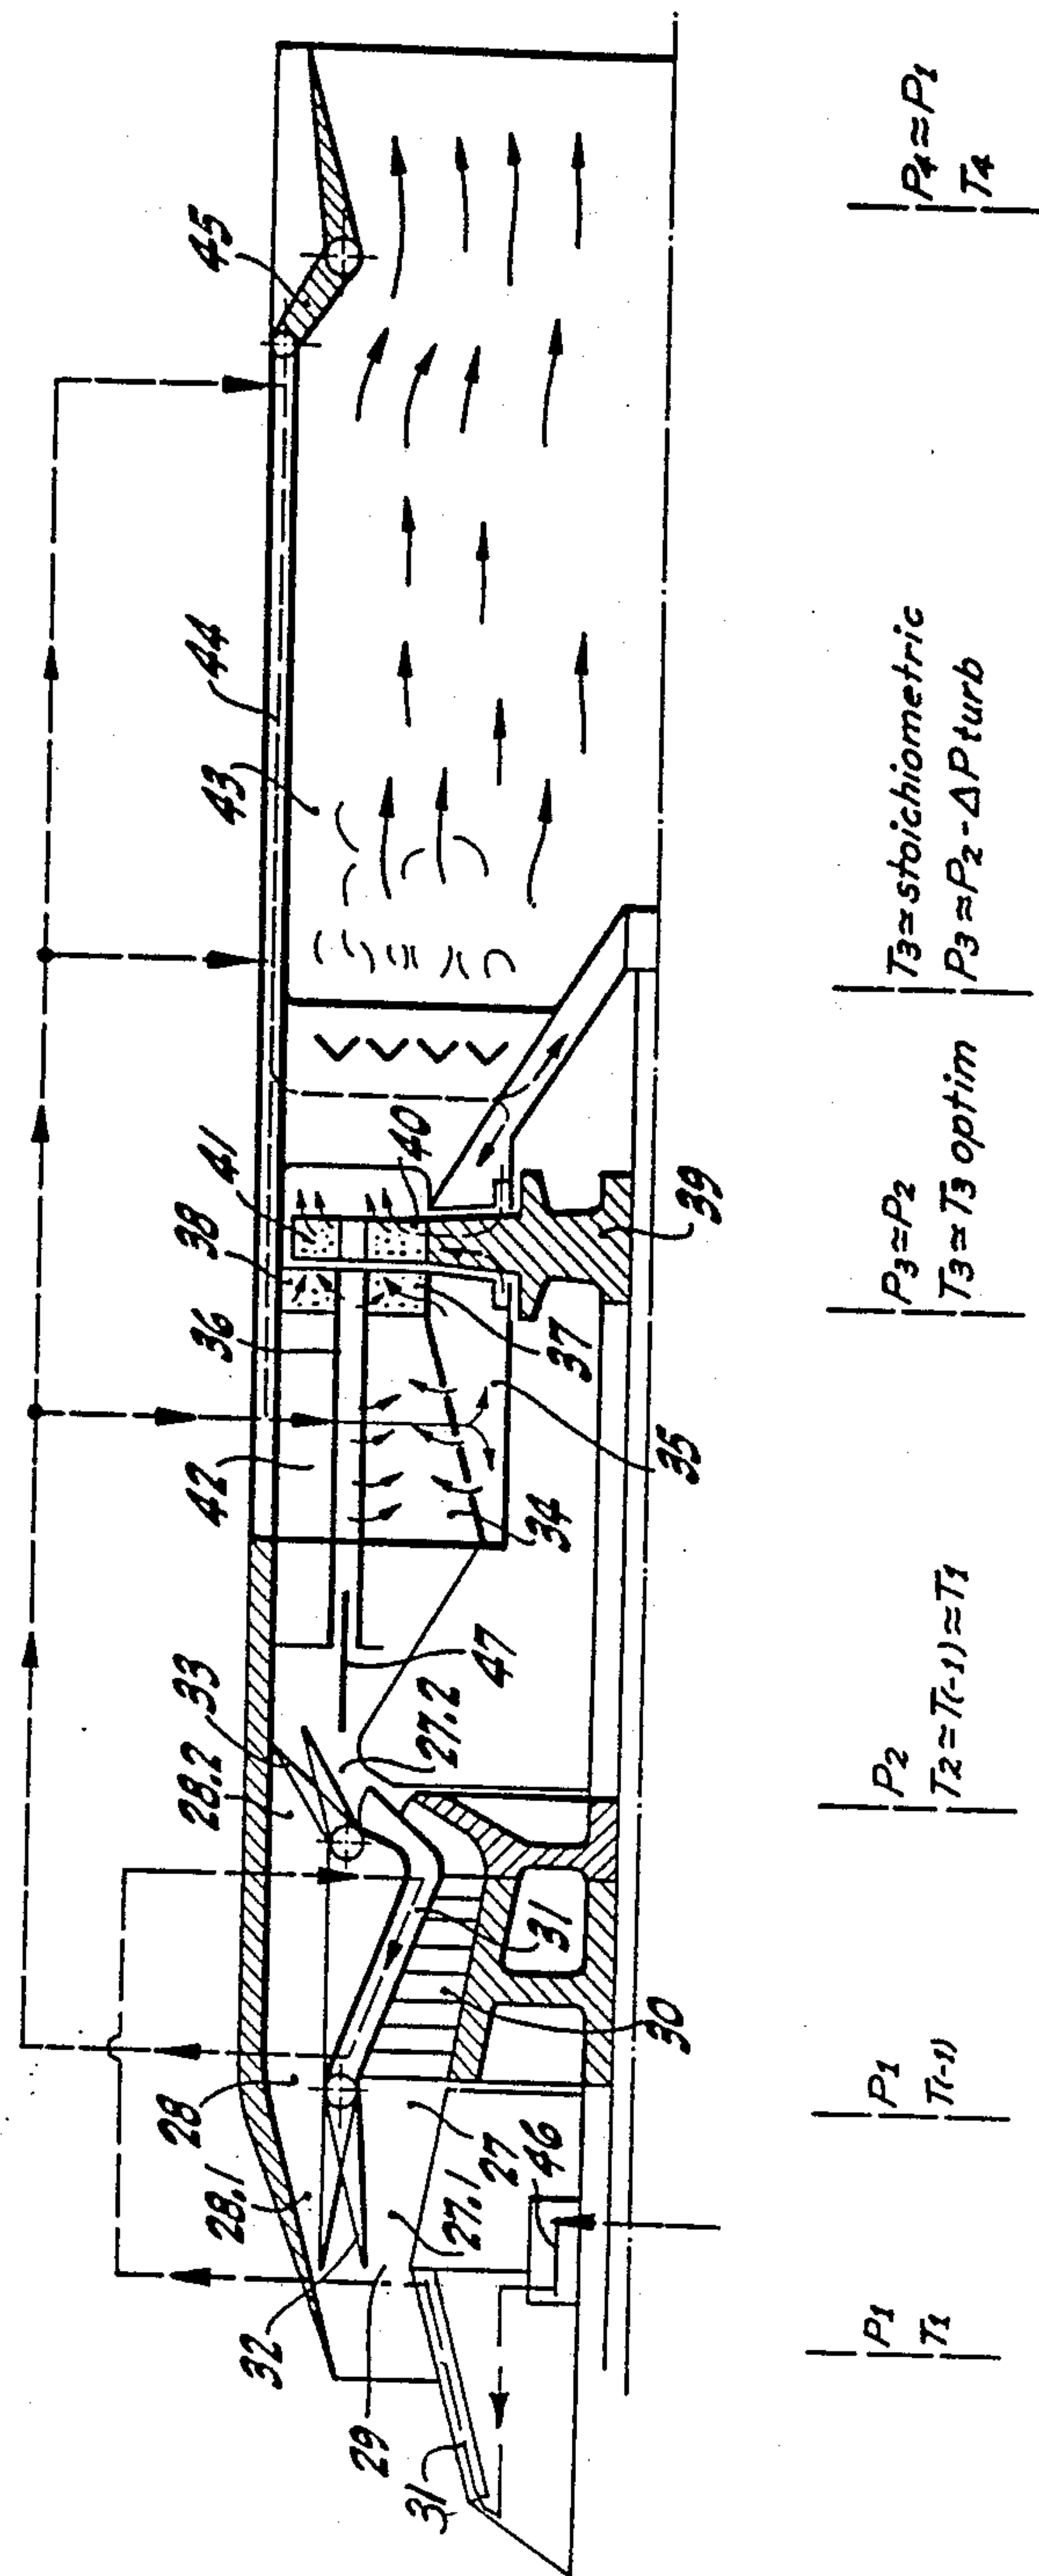 32
28.1
28
28.2
33
42
36
38
41
43
44
45
29
31
27.1
27
46
30
31
27.2
47
34
35
37
40
39
P1
T1
P1
T(-1)
P2
T2≈T(-1)≈T1
P3≈P2
T3≈T3 optim
T3≈stoichiometric
P3≈P2-ΔPturb
P4≈P1
T4